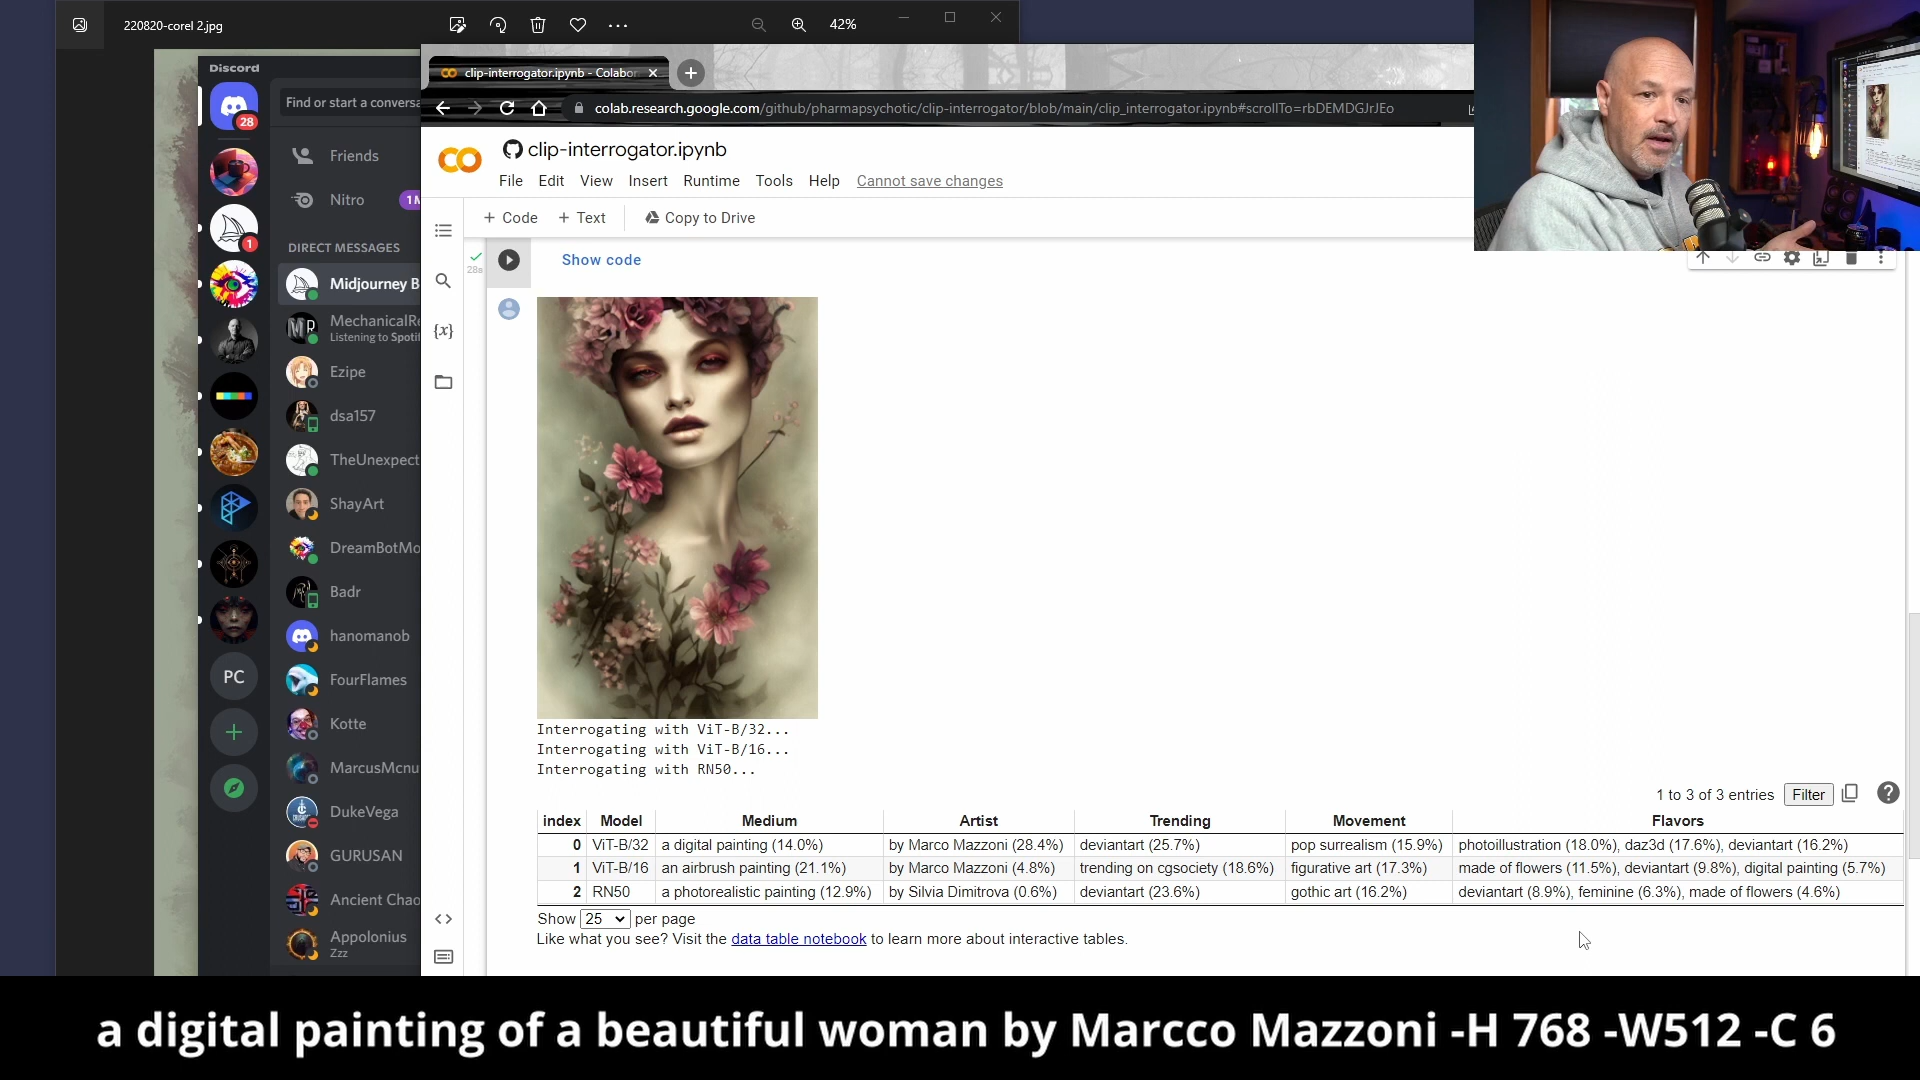 220820-corel 2.jpg
42%
Discord
Find or start a conversa
28
Friends
Nitro
1
DIRECT MESSAGES
Midjourney B
MechanicalRe
Listening to Spotif
Ezipe
dsa157
TheUnexpect
ShayArt
DreamBotMo
Badr
hanomanob
PC
FourFlames
Kotte
MarcusMcnu
DukeVega
GURUSAN
Ancient Chao
Appolonius
Zzz
clip-interrogator.ipynb - Colabor
colab.research.google.com/github/pharmapsychotic/clip-interrogator/blob/main/clip_interrogator.ipynb#scrollTo=rbDEMDGJrJEo
clip-interrogator.ipynb
File Edit View Insert Runtime Tools Help Cannot save changes
+ Code + Text Copy to Drive
28s
Show code
{x}
Interrogating with ViT-B/32...
Interrogating with ViT-B/16...
Interrogating with RN50...
1 to 3 of 3 entries Filter
index Model Medium Artist Trending Movement Flavors
0 ViT-B/32 a digital painting (14.0%) by Marco Mazzoni (28.4%) deviantart (25.7%) pop surrealism (15.9%) photoillustration (18.0%), daz3d (17.6%), deviantart (16.2%)
1 ViT-B/16 an airbrush painting (21.1%) by Marco Mazzoni (4.8%) trending on cgsociety (18.6%) figurative art (17.3%) made of flowers (11.5%), deviantart (9.8%), digital painting (5.7%)
2 RN50 a photorealistic painting (12.9%) by Silvia Dimitrova (0.6%) deviantart (23.6%) gothic art (16.2%) deviantart (8.9%), feminine (6.3%), made of flowers (4.6%)
Show 25 per page
Like what you see? Visit the data table notebook to learn more about interactive tables.
a digital painting of a beautiful woman by Marcco Mazzoni -H 768 -W512 -C 6